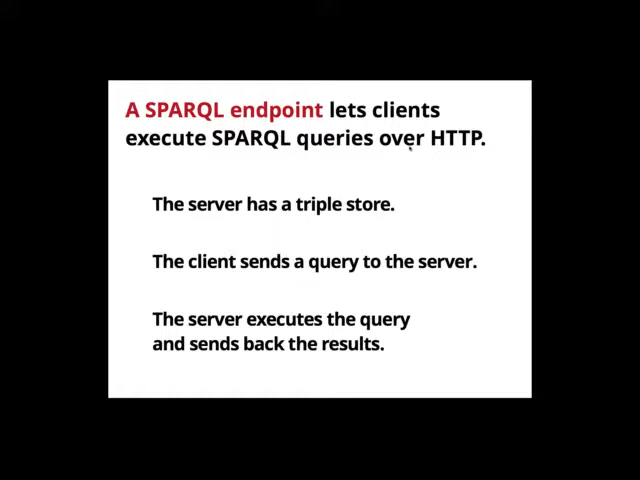 A SPARQL endpoint lets clients
execute SPARQL queries over HTTP.
The server has a triple store.
The client sends a query to the server.
The server executes the query
and sends back the results.